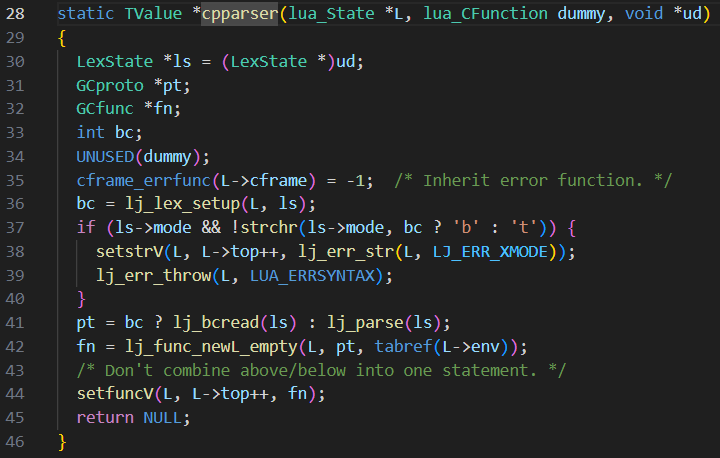 28 static TValue *cpparser(lua_State *L, lua_CFunction dummy, void *ud)
29 {
30   LexState *ls = (LexState *)ud;
31   GCproto *pt;
32   GCfunc *fn;
33   int bc;
34   UNUSED(dummy);
35   cframe_errfunc(L->cframe) = -1;  /* Inherit error function. */
36   bc = lj_lex_setup(L, ls);
37   if (ls->mode && !strchr(ls->mode, bc ? 'b' : 't')) {
38     setstrV(L, L->top++, lj_err_str(L, LJ_ERR_XMODE));
39     lj_err_throw(L, LUA_ERRSYNTAX);
40   }
41   pt = bc ? lj_bcread(ls) : lj_parse(ls);
42   fn = lj_func_newL_empty(L, pt, tabref(L->env));
43   /* Don't combine above/below into one statement. */
44   setfuncV(L, L->top++, fn);
45   return NULL;
46 }